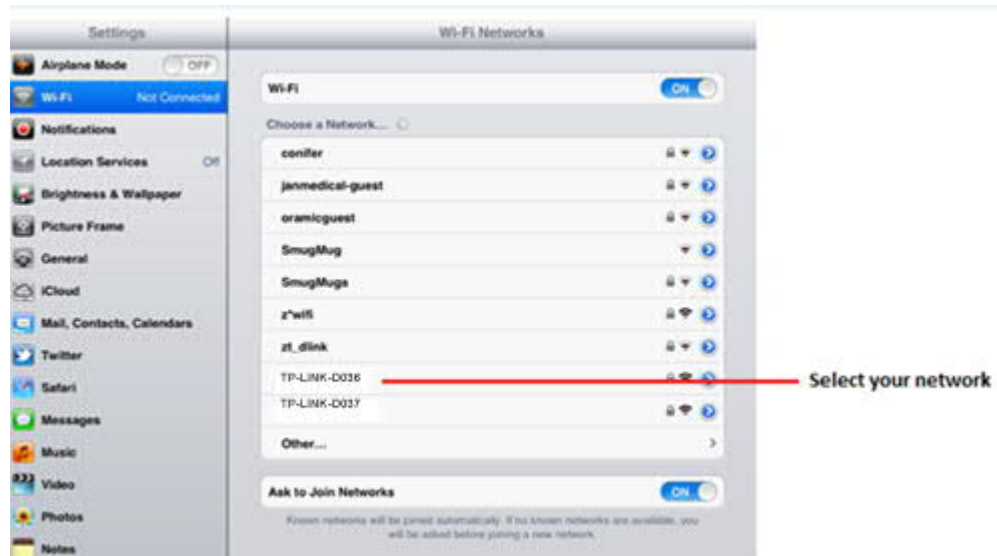 Settings
Airplane Mode OFF
Wi-Fi Not Connected
Notifications
Location Services Off
Brightness & Wallpaper
Picture Frame
General
iCloud
Mail, Contacts, Calendars
Twitter
Safari
Messages
Music
Video
Photos
Notes
Wi-Fi Networks
Wi-Fi ON
Choose a Network...
conifer
janmedical-guest
oramicguest
SmugMug
SmugMugs
z*wifi
zt_dlink
TP-LINK-D036
TP-LINK-D037
Other...
Ask to Join Networks ON
Known networks will be joined automatically. If no known networks are available, you
will be asked before joining a new network.
Select your network